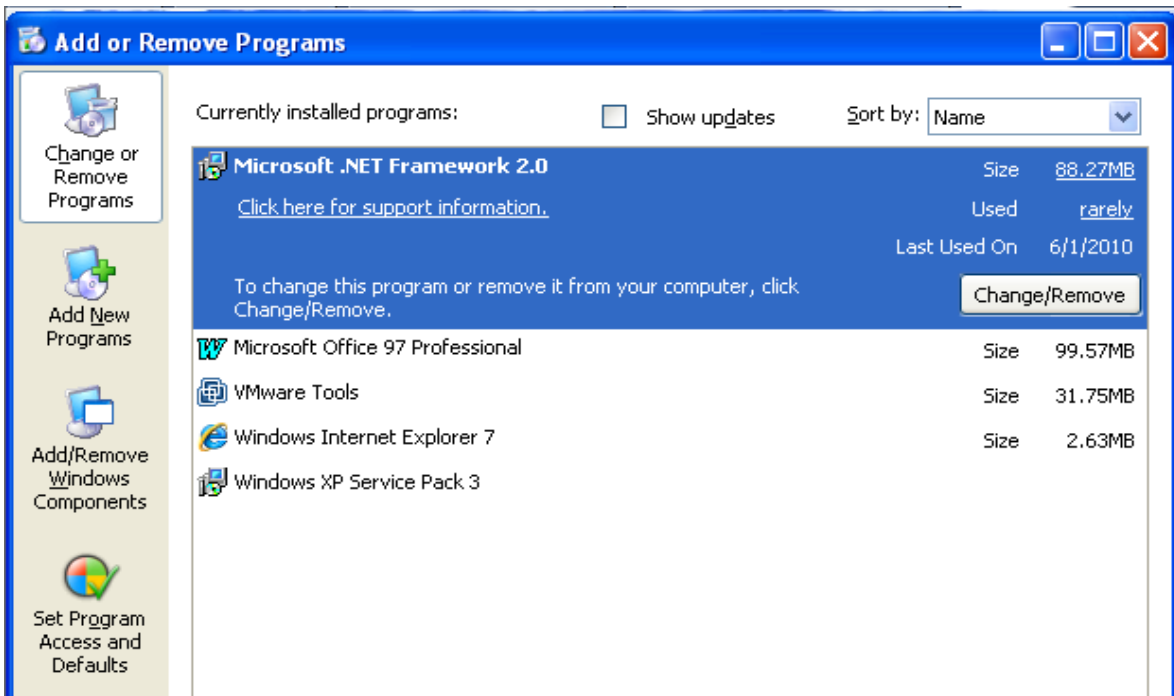 Add or Remove Programs
Change or
Remove
Programs
Add New
Programs
Add/Remove
Windows
Components
Set Program
Access and
Defaults
Currently installed programs:
Show updates
Sort by: Name
Microsoft .NET Framework 2.0 Size 88.27MB
Click here for support information. Used rarely
Last Used On 6/1/2010
To change this program or remove it from your computer, click
Change/Remove.
Change/Remove
Microsoft Office 97 Professional Size 99.57MB
VMware Tools Size 31.75MB
Windows Internet Explorer 7 Size 2.63MB
Windows XP Service Pack 3